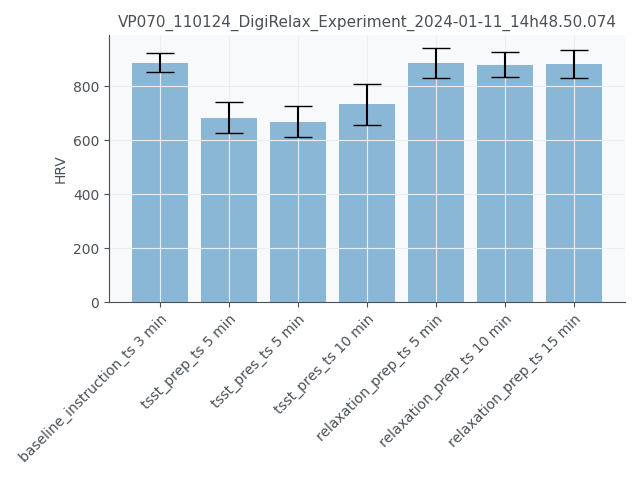 VP070_110124_DigiRelax_Experiment_2024-01-11_14h48.50.074
HRV
800
600
400
200
0
baseline_instruction_ts 3 min
tsst_prep_ts 5 min
tsst_pres_ts 5 min
tsst_pres_ts 10 min
relaxation_prep_ts 5 min
relaxation_prep_ts 10 min
relaxation_prep_ts 15 min